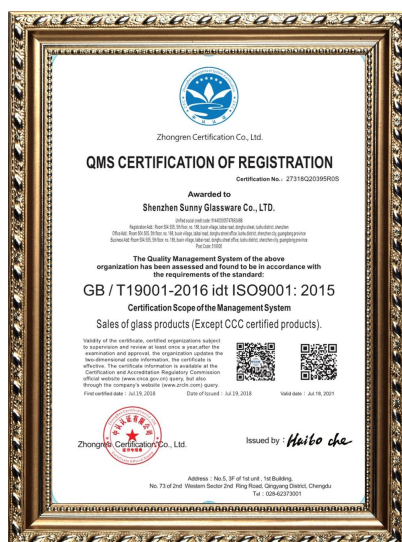 Zhongren Certification Co., Ltd.
QMS CERTIFICATION OF REGISTRATION
Certification No.: 27318Q20395R0S
Awarded to
Shenzhen Sunny Glassware Co., LTD.
The Quality Management System of the above
organization has been assessed and found to be in accordance with
the requirements of the standard:
GB / T19001-2016 idt ISO9001: 2015
Certification Scope of the Management System
Sales of glass products (Except CCC certified products).
Validity of the certificate, certified organizations subject
to supervision and review at least once a year,after the
examination and approval, the organization updates the
two-dimensional code information, the certificate is
effective. The certificate information is available at the
Certification and Accreditation Regulatory Commission
official website (www.cnca.gov.cn) query, but also
through the company's website (www.zrcln.com) query.
First certified date : Jul.19, 2018 Date of Issued : Jul.19, 2018 Valid date : Jul 18, 2021
Zhongren Certification Co., Ltd.
Issued by : Haibo che
Address : No.5, 3F of 1st unit , 1st Building,
No. 73 of 2nd Western Sector 2nd Ring Road, Qingyang District, Chengdu
Tel : 028-62373001